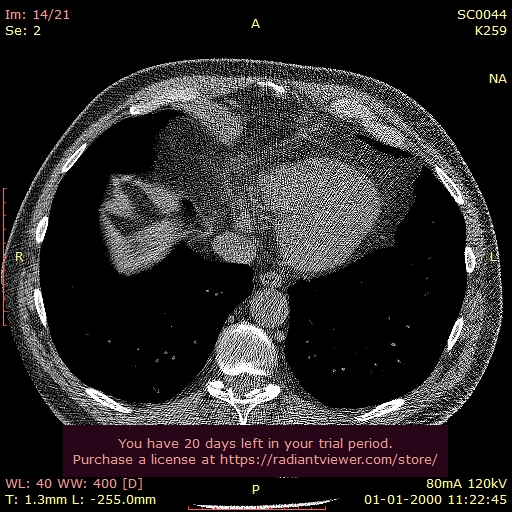 Im: 14/21
Se: 2
A
SC0044
K259
NA
R
L
You have 20 days left in your trial period.
Purchase a license at https://radiantviewer.com/store/
WL: 40 WW: 400 [D]
T: 1.3mm L: -255.0mm
P
80mA 120kV
01-01-2000 11:22:45